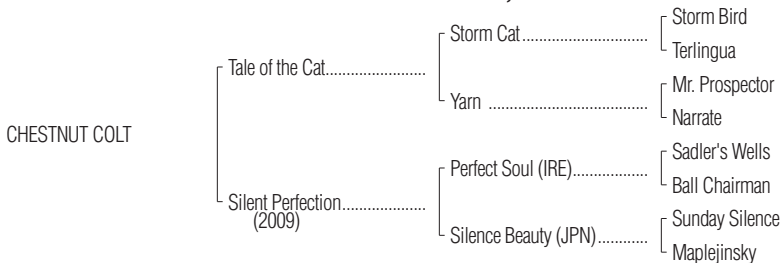 Storm Bird
Storm Cat..............................
Terlingua
Tale of the Cat........................
Mr. Prospector
Yarn ......................................
Narrate
CHESTNUT COLT
Sadler's Wells
Perfect Soul (IRE)..................
Ball Chairman
Silent Perfection....................
(2009)
Sunday Silence
Silence Beauty (JPN)............
Maplejinsky